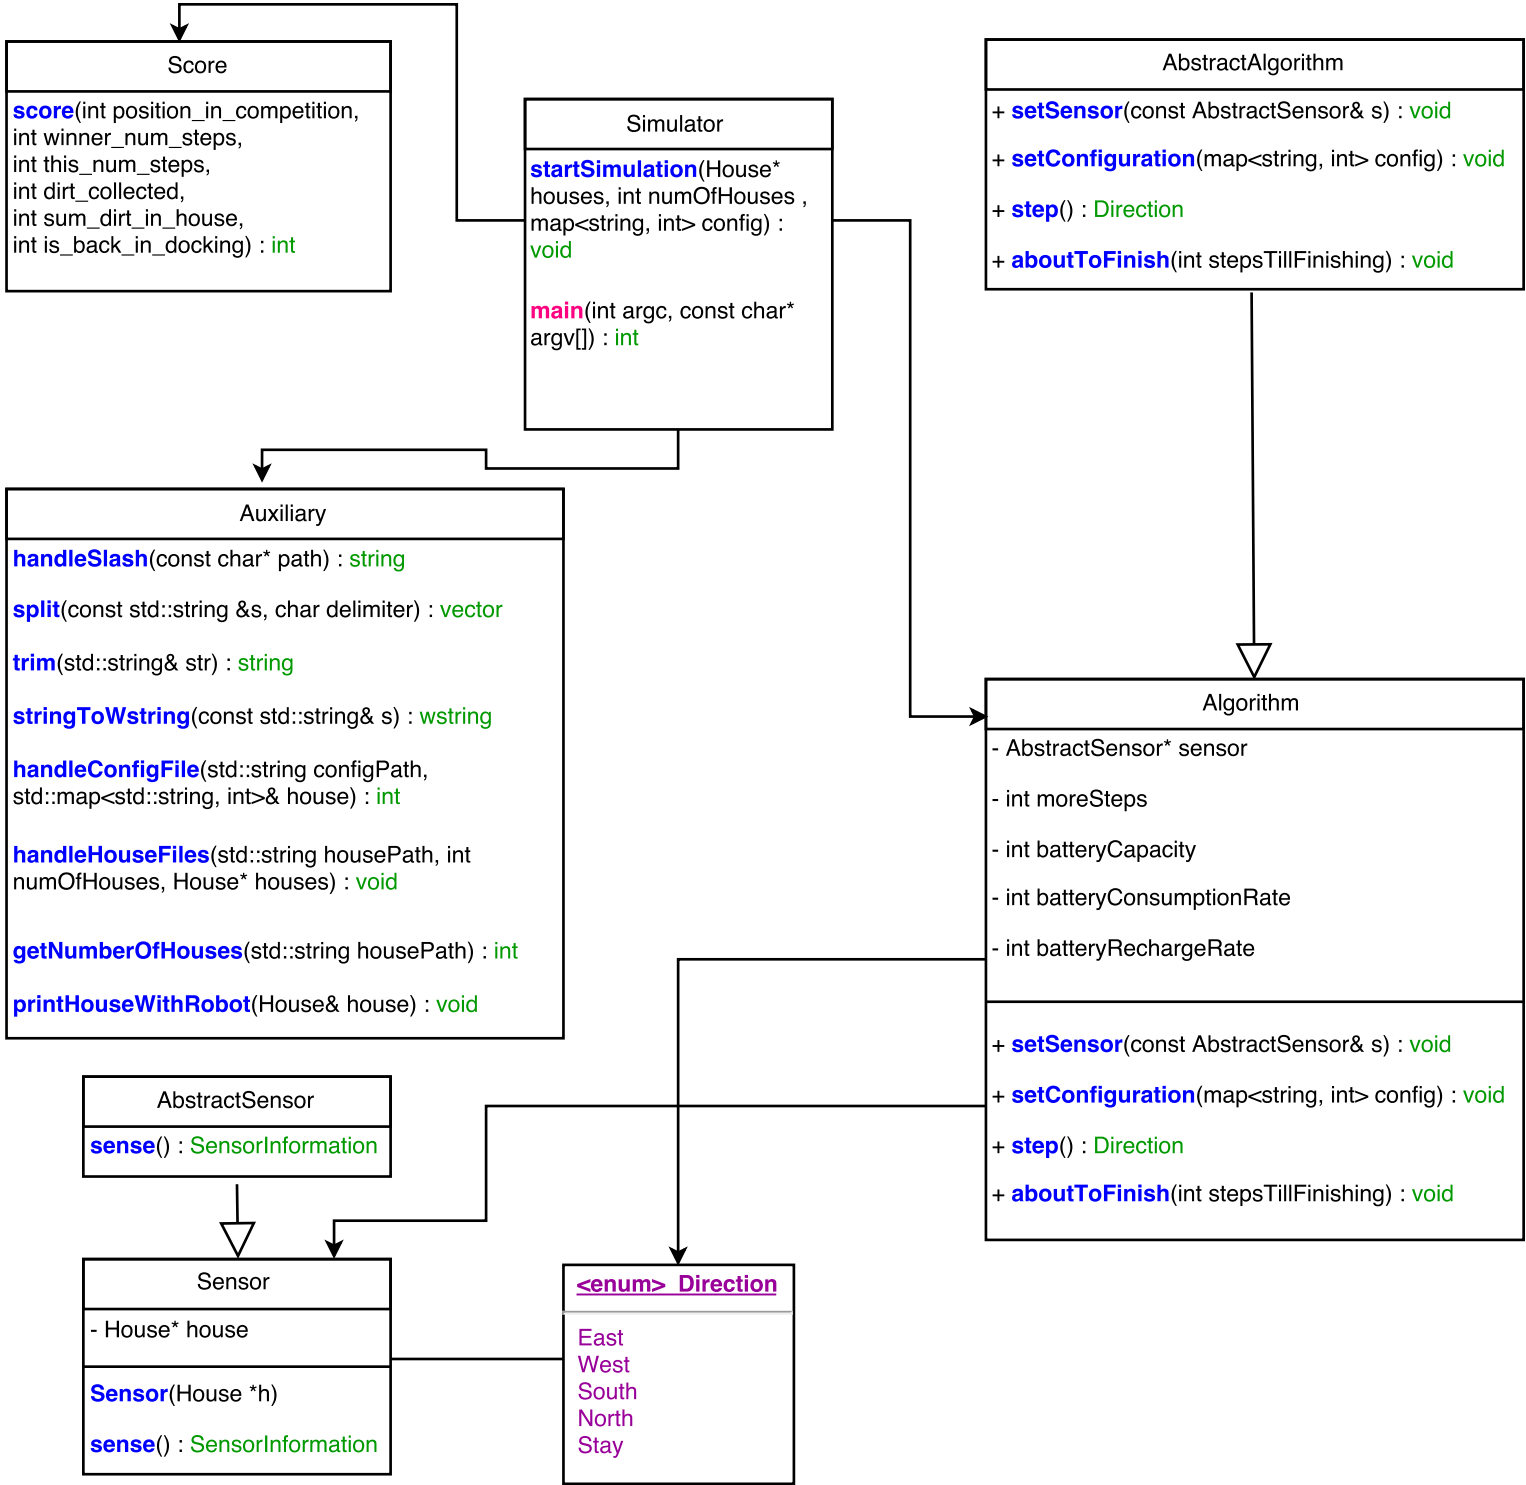 Score
score(int position_in_competition,
int winner_num_steps,
int this_num_steps,
int dirt_collected,
int sum_dirt_in_house,
int is_back_in_docking) : int
Simulator
startSimulation(House*
houses, int numOfHouses ,
map<string, int> config) :
void
main(int argc, const char*
argv[]) : int
AbstractAlgorithm
+ setSensor(const AbstractSensor& s) : void
+ setConfiguration(map<string, int> config) : void
+ step() : Direction
+ aboutToFinish(int stepsTillFinishing) : void
Auxiliary
handleSlash(const char* path) : string
split(const std::string &s, char delimiter) : vector
trim(std::string& str) : string
stringToWstring(const std::string& s) : wstring
handleConfigFile(std::string configPath,
std::map<std::string, int>& house) : int
handleHouseFiles(std::string housePath, int
numOfHouses, House* houses) : void
getNumberOfHouses(std::string housePath) : int
printHouseWithRobot(House& house) : void
Algorithm
- AbstractSensor* sensor
- int moreSteps
- int batteryCapacity
- int batteryConsumptionRate
- int batteryRechargeRate
+ setSensor(const AbstractSensor& s) : void
+ setConfiguration(map<string, int> config) : void
+ step() : Direction
+ aboutToFinish(int stepsTillFinishing) : void
AbstractSensor
sense() : SensorInformation
Sensor
- House* house
Sensor(House *h)
sense() : SensorInformation
<enum> Direction
East
West
South
North
Stay